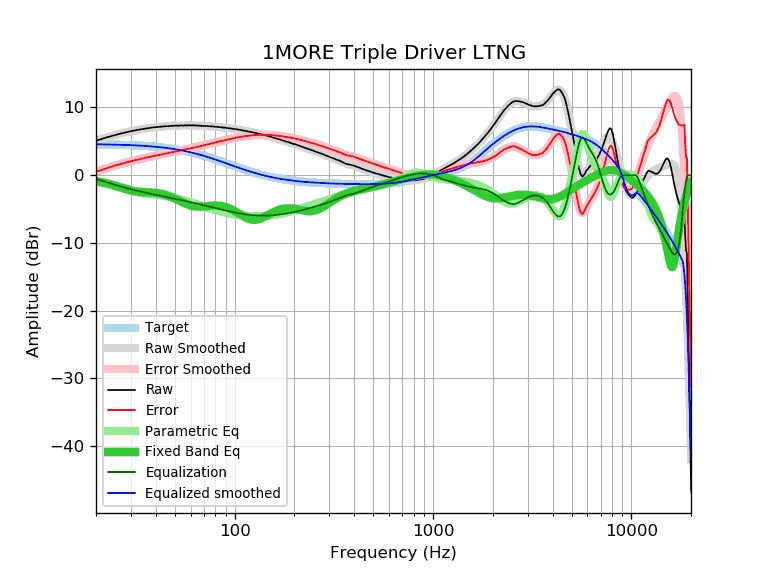 1MORE Triple Driver LTNG
10
0
−10
−20
−30
−40
Amplitude (dBr)
Target
Raw Smoothed
Error Smoothed
Raw
Error
Parametric Eq
Fixed Band Eq
Equalization
Equalized smoothed
100 1000 10000
Frequency (Hz)